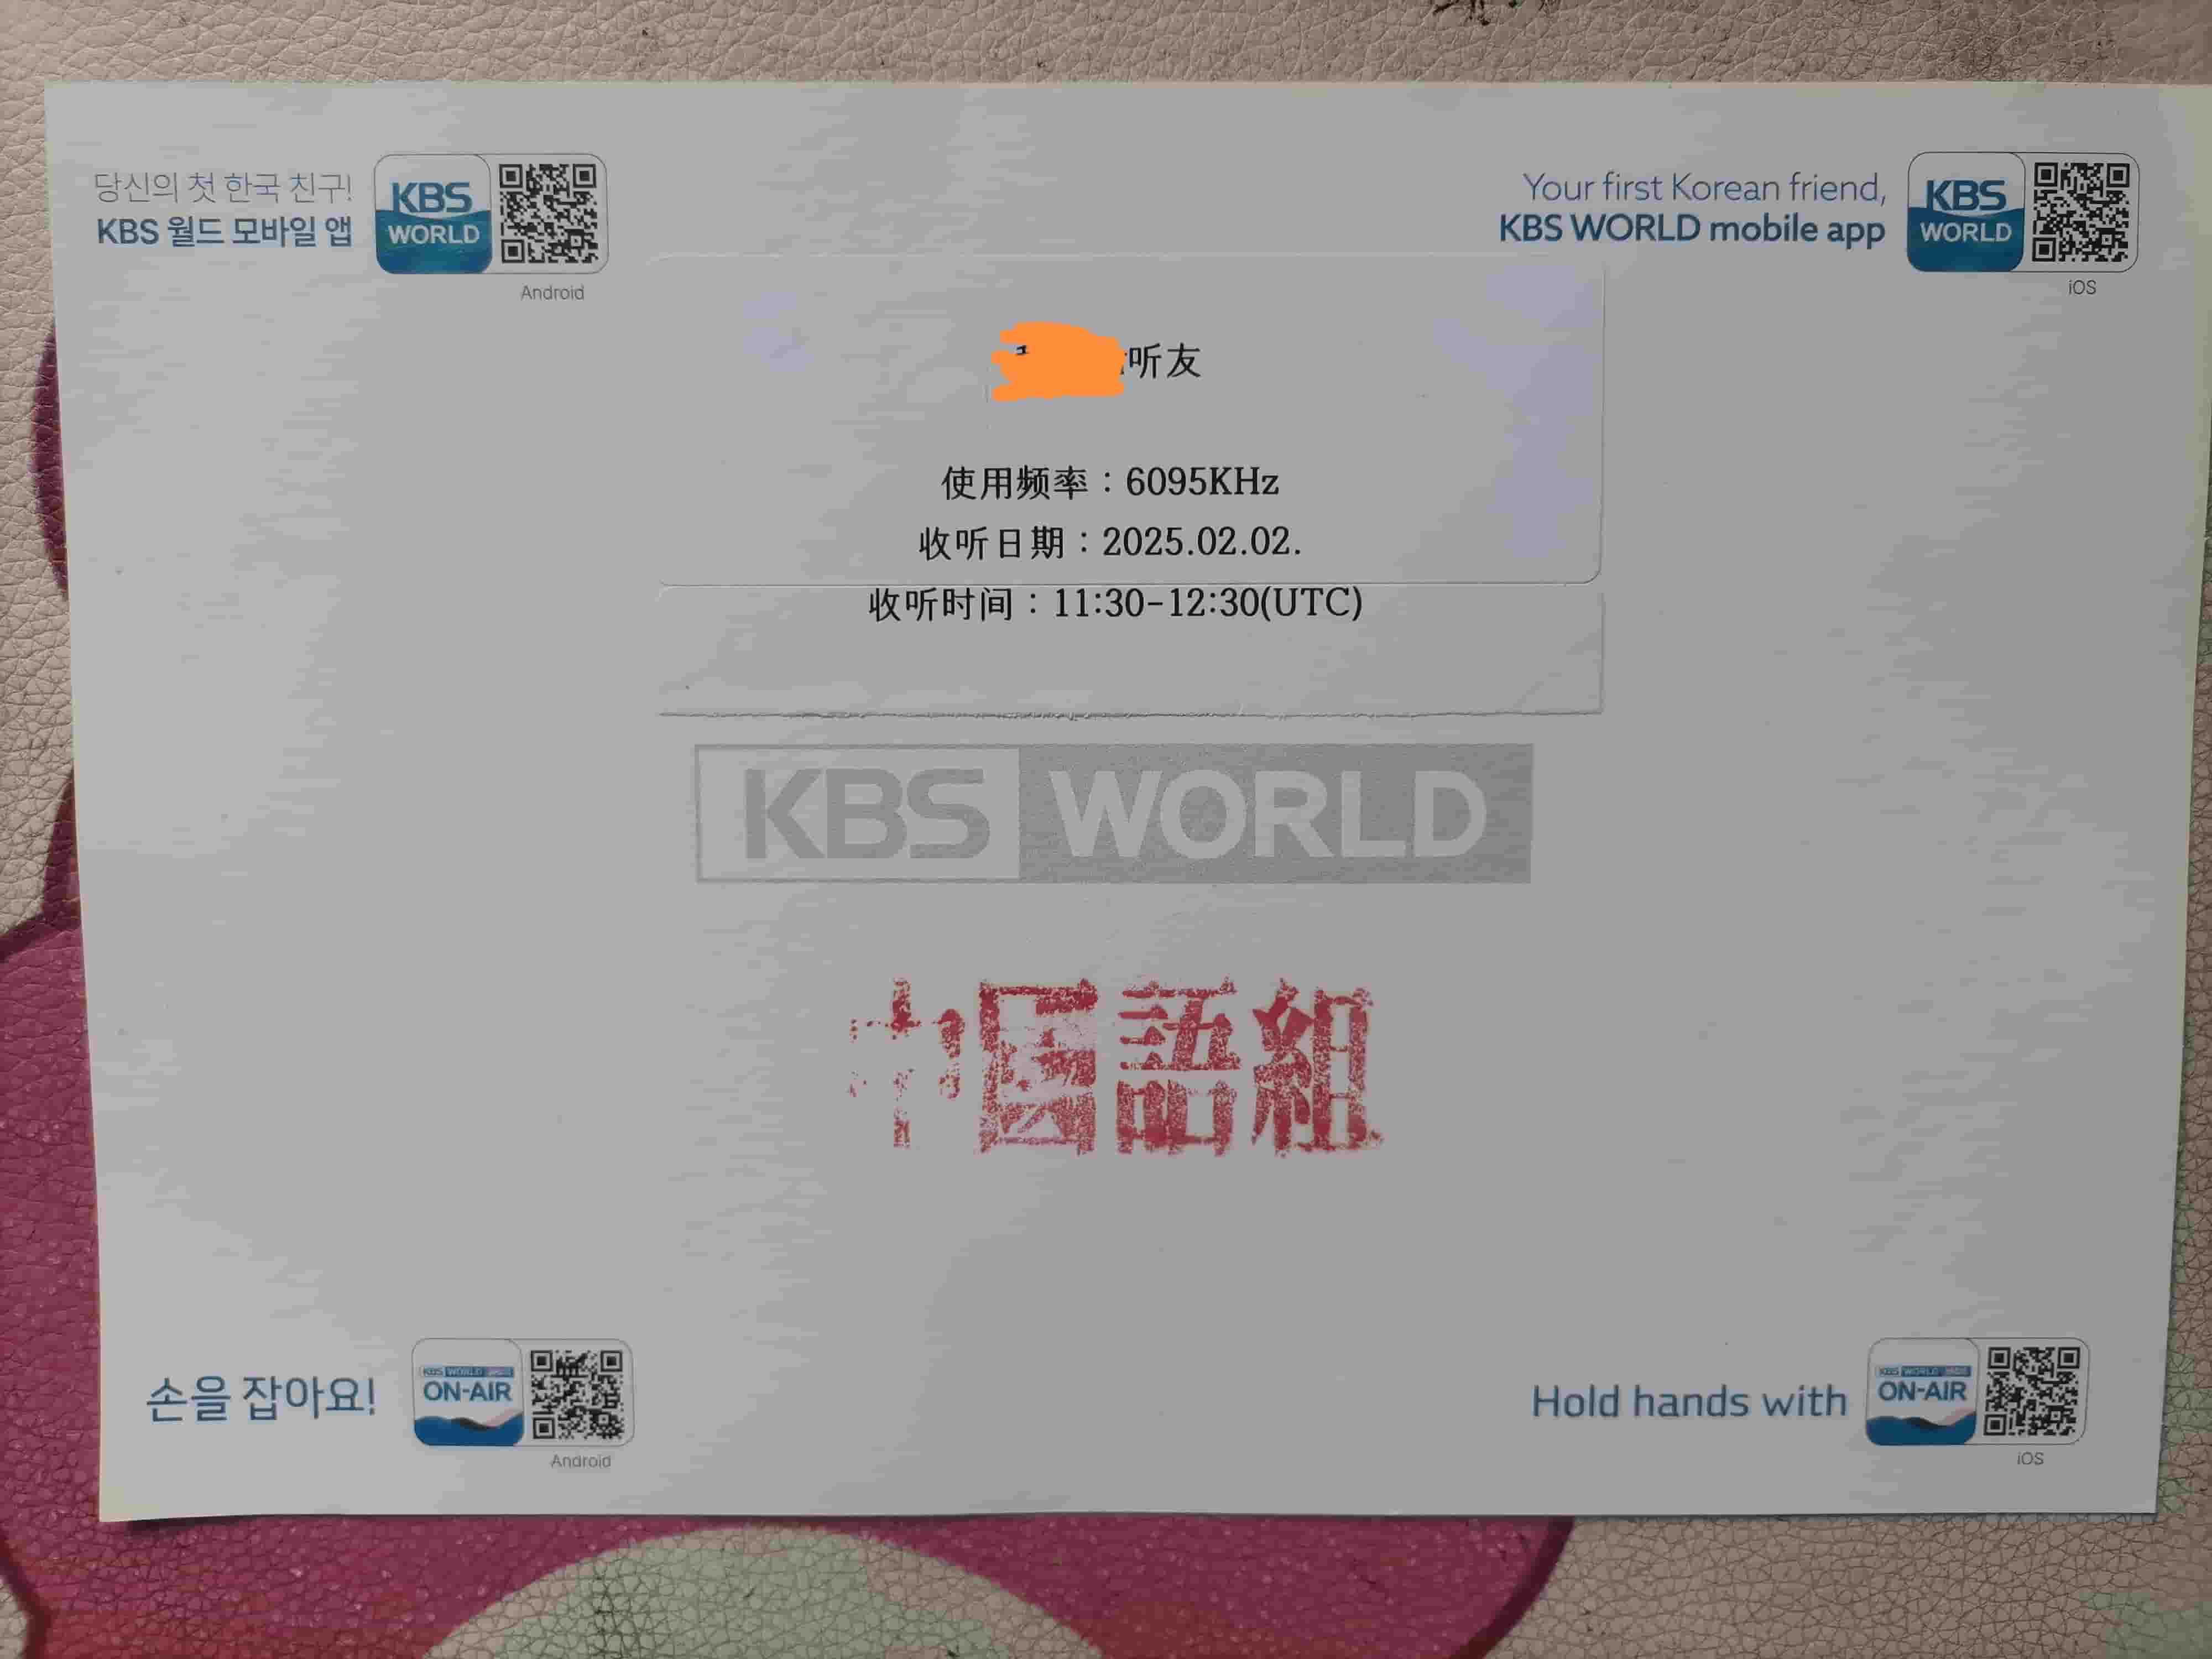 당신의 첫 한국 친구!
KBS 월드 모바일 앱
KBS
WORLD
Android
Your first Korean friend,
KBS WORLD mobile app
KBS
WORLD
iOS
听友
使用频率：6095KHz
收听日期：2025.02.02.
收听时间：11:30-12:30(UTC)
KBS WORLD
中国語組
손을 잡아요!
KBS WORLD
ON-AIR
Android
Hold hands with
KBS WORLD
ON-AIR
iOS